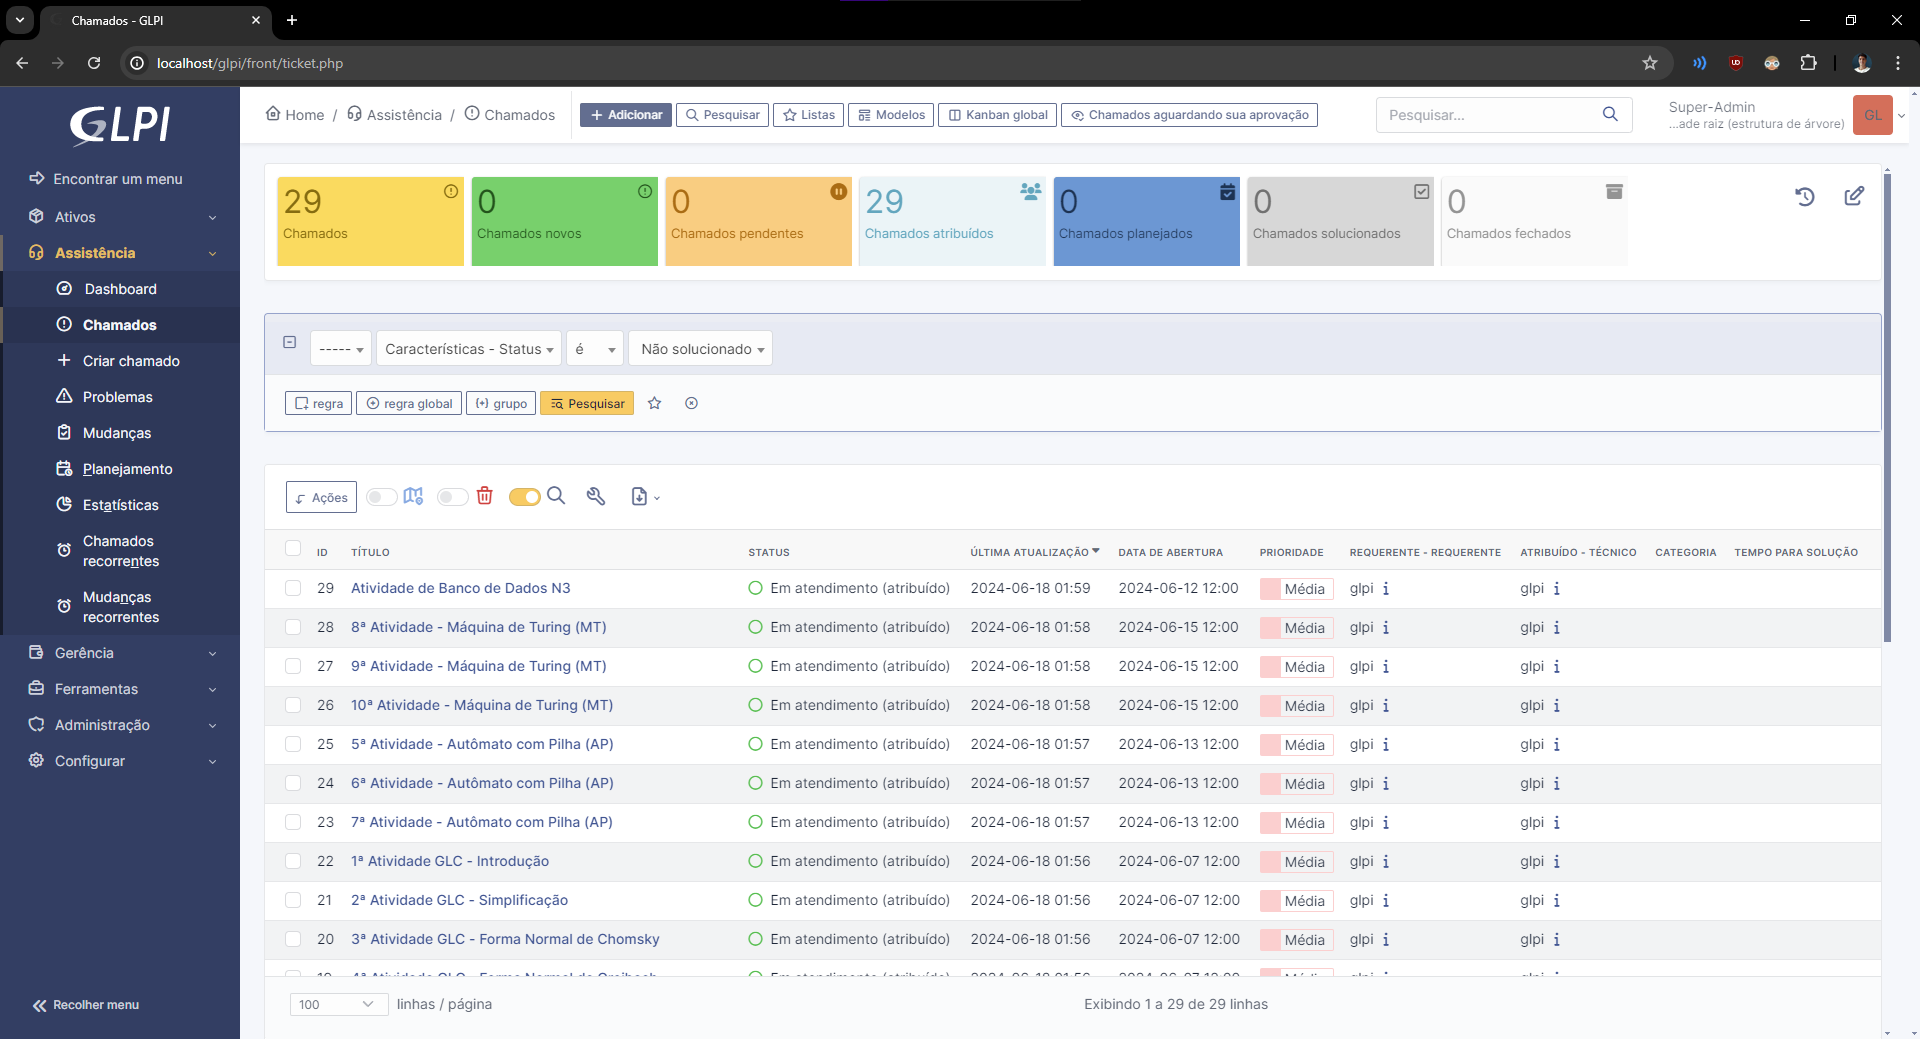 Chamados - GLPI
localhost/glpi/front/ticket.php
GLPI
Encontrar um menu
Ativos
Assistência
Dashboard
Chamados
Criar chamado
Problemas
Mudanças
Planejamento
Estatísticas
Chamados
recorrentes
Mudanças
recorrentes
Gerência
Ferramentas
Administração
Configurar
Recolher menu
Home / Assistência / Chamados
Adicionar Pesquisar Listas Modelos Kanban global Chamados aguardando sua aprovação
Pesquisar...
Super-Admin
...ade raiz (estrutura de árvore)
GL
29
Chamados
0
Chamados novos
0
Chamados pendentes
29
Chamados atribuídos
0
Chamados planejados
0
Chamados solucionados
0
Chamados fechados
----- Características - Status é Não solucionado
regra regra global grupo Pesquisar
Ações
ID TÍTULO STATUS ÚLTIMA ATUALIZAÇÃO DATA DE ABERTURA PRIORIDADE REQUERENTE - REQUERENTE ATRIBUÍDO - TÉCNICO CATEGORIA TEMPO PARA SOLUÇÃO
29 Atividade de Banco de Dados N3 Em atendimento (atribuído) 2024-06-18 01:59 2024-06-12 12:00 Média glpi glpi
28 8ª Atividade - Máquina de Turing (MT) Em atendimento (atribuído) 2024-06-18 01:58 2024-06-15 12:00 Média glpi glpi
27 9ª Atividade - Máquina de Turing (MT) Em atendimento (atribuído) 2024-06-18 01:58 2024-06-15 12:00 Média glpi glpi
26 10ª Atividade - Máquina de Turing (MT) Em atendimento (atribuído) 2024-06-18 01:58 2024-06-15 12:00 Média glpi glpi
25 5ª Atividade - Autômato com Pilha (AP) Em atendimento (atribuído) 2024-06-18 01:57 2024-06-13 12:00 Média glpi glpi
24 6ª Atividade - Autômato com Pilha (AP) Em atendimento (atribuído) 2024-06-18 01:57 2024-06-13 12:00 Média glpi glpi
23 7ª Atividade - Autômato com Pilha (AP) Em atendimento (atribuído) 2024-06-18 01:57 2024-06-13 12:00 Média glpi glpi
22 1ª Atividade GLC - Introdução Em atendimento (atribuído) 2024-06-18 01:56 2024-06-07 12:00 Média glpi glpi
21 2ª Atividade GLC - Simplificação Em atendimento (atribuído) 2024-06-18 01:56 2024-06-07 12:00 Média glpi glpi
20 3ª Atividade GLC - Forma Normal de Chomsky Em atendimento (atribuído) 2024-06-18 01:56 2024-06-07 12:00 Média glpi glpi
100 linhas / página
Exibindo 1 a 29 de 29 linhas